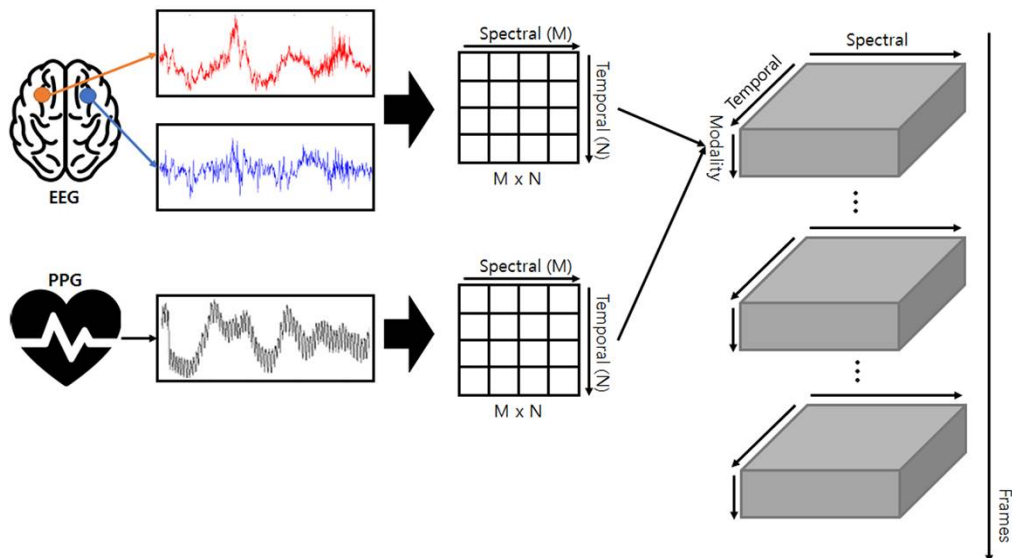 EEG
Spectral (M)
Temporal (N)
M x N
PPG
Spectral (M)
Temporal (N)
M x N
Spectral
Temporal
Modality
Frames